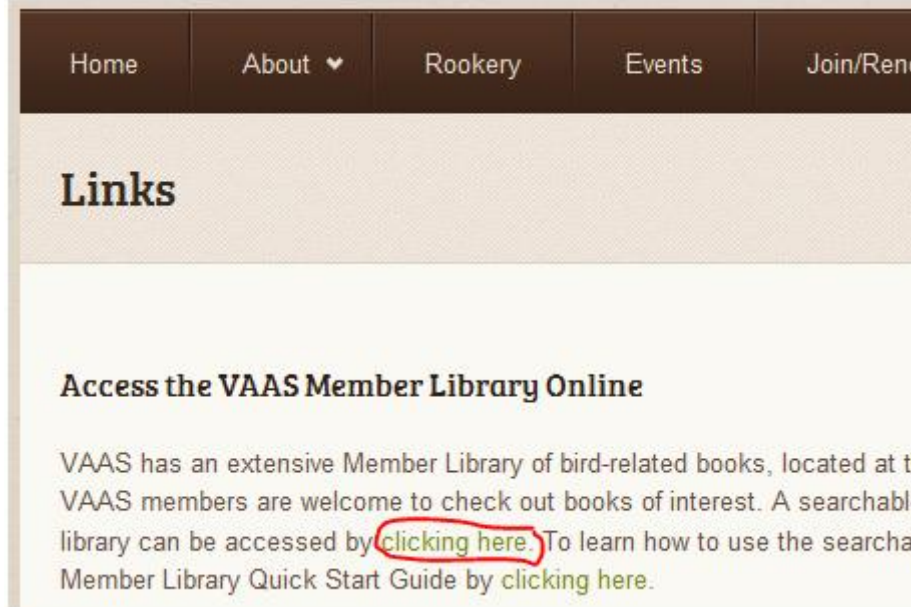 Home About Rookery Events Join/Ren
Links
Access the VAAS Member Library Online
VAAS has an extensive Member Library of bird-related books, located at t
VAAS members are welcome to check out books of interest. A searchabl
library can be accessed by clicking here. To learn how to use the searcha
Member Library Quick Start Guide by clicking here.